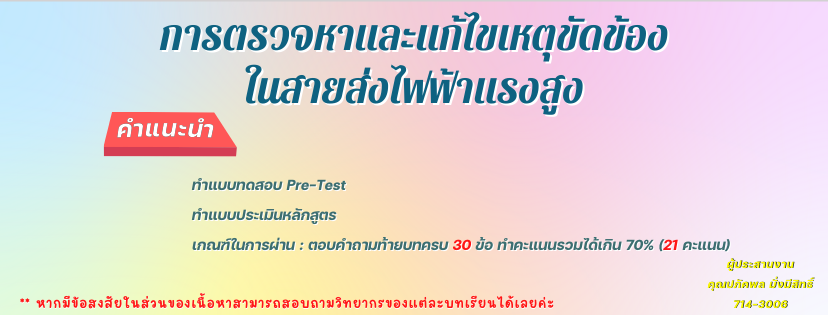 การตรวจหาและแก้ไขเหตุขัดข้อง
ในสายส่งไฟฟ้าแรงสูง
คำแนะนำ
ทำแบบทดสอบ Pre-Test
ทำแบบประเมินหลักสูตร
เกณฑ์ในการผ่าน : ตอบคำถามท้ายบทครบ 30 ข้อ ทำคะแนนรวมได้เกิน 70% (21 คะแนน)
ผู้ประสานงาน
คุณปภัคพล มั่งมีสิทธิ์
714-3006
** หากมีข้อสงสัยในส่วนของเนื้อหาสามารถสอบถามวิทยากรของแต่ละบทเรียนได้เลยค่ะ